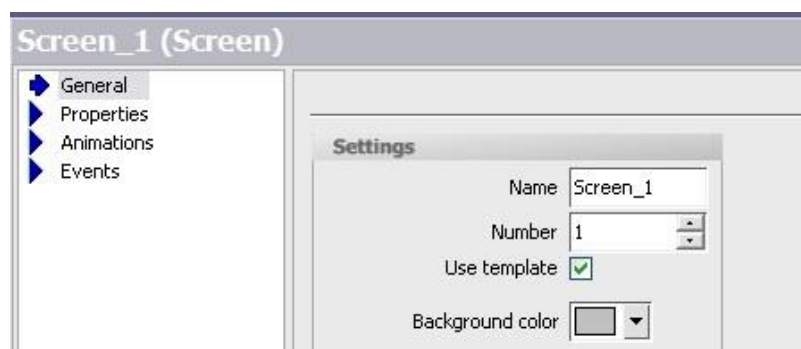 Screen_1 (Screen)
General
Properties
Animations
Events
Settings
Name Screen_1
Number 1
Use template
Background color